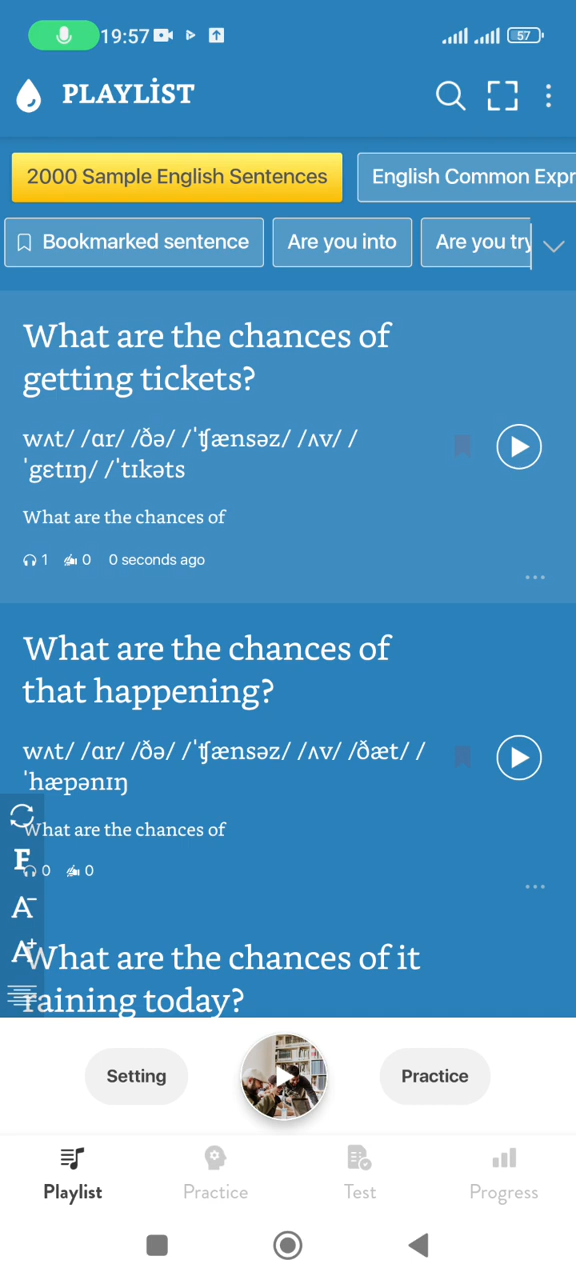 19:57
57
PLAYLİST
2000 Sample English Sentences
English Common Expr
Bookmarked sentence
Are you into
Are you try
What are the chances of
getting tickets?
wʌt/ /ɑr/ /ðə/ /ˈʧænsəz/ /ʌv/ /
ˈgɛtɪŋ/ /ˈtɪkəts
What are the chances of
1 0 0 seconds ago
What are the chances of
that happening?
wʌt/ /ɑr/ /ðə/ /ˈʧænsəz/ /ʌv/ /ðæt/ /
ˈhæpənɪŋ
What are the chances of
E
0 0
A-
A+
What are the chances of it
raining today?
Setting
Practice
Playlist
Practice
Test
Progress